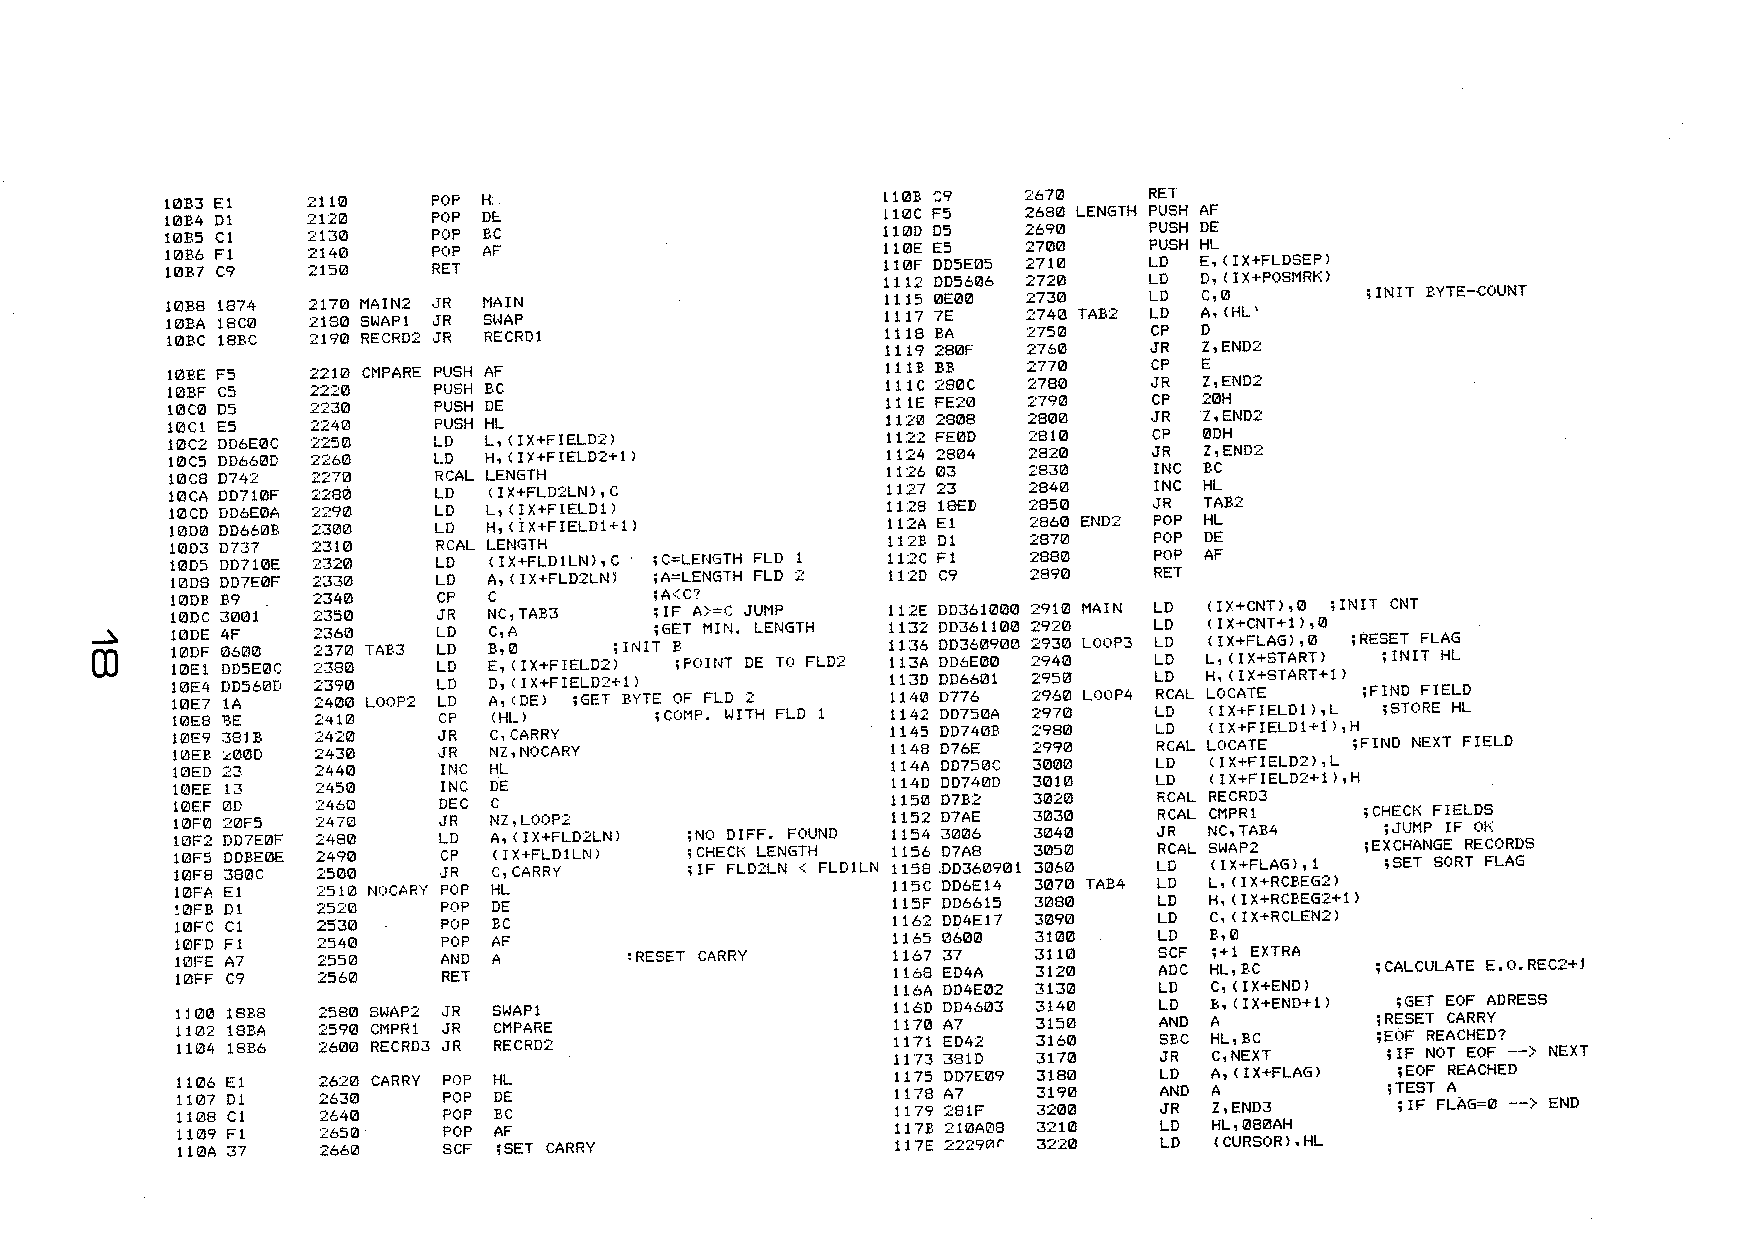 10B3 E1 2110 POP H
10B4 D1 2120 POP DE
10B5 C1 2130 POP BC
10B6 F1 2140 POP AF
10B7 C9 2150 RET
10B8 1874 2170 MAIN2 JR MAIN
10BA 18C0 2180 SWAP1 JR SWAP
10BC 18BC 2190 RECRD2 JR RECRD1
10BE F5 2210 CMPARE PUSH AF
10BF C5 2220 PUSH BC
10C0 D5 2230 PUSH DE
10C1 E5 2240 PUSH HL
10C2 DD6E0C 2250 LD L,(IX+FIELD2)
10C5 DD660D 2260 LD H,(IX+FIELD2+1)
10C8 D742 2270 RCAL LENGTH
10CA DD710F 2280 LD (IX+FLD2LN),C
10CD DD6E0A 2290 LD L,(IX+FIELD1)
10D0 DD660B 2300 LD H,(IX+FIELD1+1)
10D3 D737 2310 RCAL LENGTH
10D5 DD710E 2320 LD (IX+FLD1LN),C ;C=LENGTH FLD 1
10D8 DD7E0F 2330 LD A,(IX+FLD2LN) ;A=LENGTH FLD 2
10DB B9 2340 CP C ;A<C?
10DC 3001 2350 JR NC,TAB3 ;IF A>=C JUMP
10DE 4F 2360 LD C,A ;GET MIN. LENGTH
10DF 0600 2370 TAB3 LD B,0 ;INIT B
10E1 DD5E0C 2380 LD E,(IX+FIELD2) ;POINT DE TO FLD2
10E4 DD560D 2390 LD D,(IX+FIELD2+1)
10E7 1A 2400 LOOP2 LD A,(DE) ;GET BYTE OF FLD 2
10E8 BE 2410 CP (HL) ;COMP. WITH FLD 1
10E9 381B 2420 JR C,CARRY
10EB 200D 2430 JR NZ,NOCARY
10ED 23 2440 INC HL
10EE 13 2450 INC DE
10EF 0D 2460 DEC C
10F0 20F5 2470 JR NZ,LOOP2
10F2 DD7E0F 2480 LD A,(IX+FLD2LN) ;NO DIFF. FOUND
10F5 DDBE0E 2490 CP (IX+FLD1LN) ;CHECK LENGTH
10F8 380C 2500 JR C,CARRY ;IF FLD2LN < FLD1LN
10FA E1 2510 NOCARY POP HL
10FB D1 2520 POP DE
10FC C1 2530 POP BC
10FD F1 2540 POP AF
10FE A7 2550 AND A ;RESET CARRY
10FF C9 2560 RET
1100 18B8 2580 SWAP2 JR SWAP1
1102 18BA 2590 CMPR1 JR CMPARE
1104 18B6 2600 RECRD3 JR RECRD2
1106 E1 2620 CARRY POP HL
1107 D1 2630 POP DE
1108 C1 2640 POP BC
1109 F1 2650 POP AF
110A 37 2660 SCF ;SET CARRY
110B C9 2670 RET
110C F5 2680 LENGTH PUSH AF
110D D5 2690 PUSH DE
110E E5 2700 PUSH HL
110F DD5E05 2710 LD E,(IX+FLDSEP)
1112 DD5606 2720 LD D,(IX+POSMRK)
1115 0E00 2730 LD C,0 ;INIT BYTE-COUNT
1117 7E 2740 TAB2 LD A,(HL)
1118 BA 2750 CP D
1119 280F 2760 JR Z,END2
111B BB 2770 CP E
111C 280C 2780 JR Z,END2
111E FE20 2790 CP 20H
1120 2808 2800 JR Z,END2
1122 FE0D 2810 CP 0DH
1124 2804 2820 JR Z,END2
1126 03 2830 INC BC
1127 23 2840 INC HL
1128 18ED 2850 JR TAB2
112A E1 2860 END2 POP HL
112B D1 2870 POP DE
112C F1 2880 POP AF
112D C9 2890 RET
112E DD361000 2910 MAIN LD (IX+CNT),0 ;INIT CNT
1132 DD361100 2920 LD (IX+CNT+1),0
1136 DD360900 2930 LOOP3 LD (IX+FLAG),0 ;RESET FLAG
113A DD6E00 2940 LD L,(IX+START) ;INIT HL
113D DD6601 2950 LD H,(IX+START+1)
1140 D776 2960 LOOP4 RCAL LOCATE ;FIND FIELD
1142 DD750A 2970 LD (IX+FIELD1),L ;STORE HL
1145 DD740B 2980 LD (IX+FIELD1+1),H
1148 D76E 2990 RCAL LOCATE ;FIND NEXT FIELD
114A DD750C 3000 LD (IX+FIELD2),L
114D DD740D 3010 LD (IX+FIELD2+1),H
1150 D7B2 3020 RCAL RECRD3
1152 D7AE 3030 RCAL CMPR1 ;CHECK FIELDS
1154 3006 3040 JR NC,TAB4 ;JUMP IF OK
1156 D7A8 3050 RCAL SWAP2 ;EXCHANGE RECORDS
1158 DD360901 3060 LD (IX+FLAG),1 ;SET SORT FLAG
115C DD6E14 3070 TAB4 LD L,(IX+RCBEG2)
115F DD6615 3080 LD H,(IX+RCBEG2+1)
1162 DD4E17 3090 LD C,(IX+RCLEN2)
1165 0600 3100 LD B,0
1167 37 3110 SCF ;+1 EXTRA
1168 ED4A 3120 ADC HL,BC ;CALCULATE E.O.REC2+1
116A DD4E02 3130 LD C,(IX+END)
116D DD4603 3140 LD B,(IX+END+1) ;GET EOF ADRESS
1170 A7 3150 AND A ;RESET CARRY
1171 ED42 3160 SBC HL,BC ;EOF REACHED?
1173 381D 3170 JR C,NEXT ;IF NOT EOF --> NEXT
1175 DD7E09 3180 LD A,(IX+FLAG) ;EOF REACHED
1178 A7 3190 AND A ;TEST A
1179 281F 3200 JR Z,END3 ;IF FLAG=0 --> END
117B 210A08 3210 LD HL,080AH
117E 22290C 3220 LD (CURSOR),HL
18